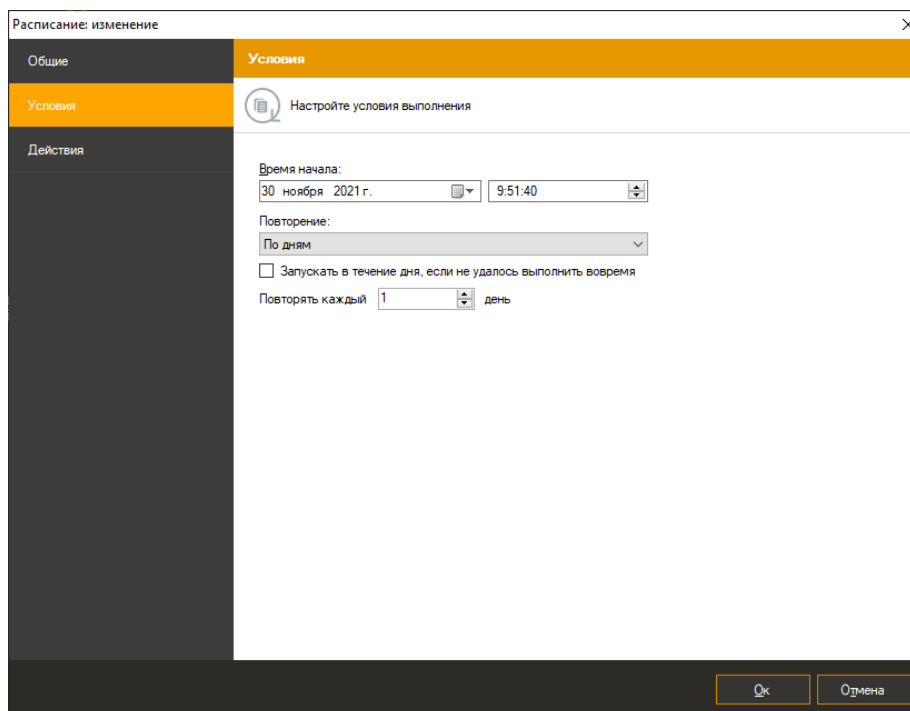 Расписание: изменение
Общие
Условия
Действия
Условия
Настройте условия выполнения
Время начала:
30 ноября 2021 г. 9:51:40
Повторение:
По дням
Запускать в течение дня, если не удалось выполнить вовремя
Повторять каждый 1 день
Ок Отмена